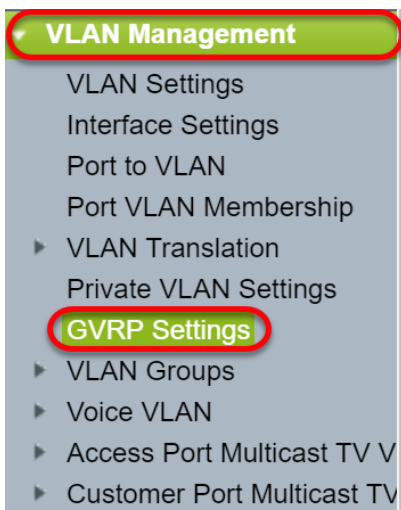 VLAN Management
VLAN Settings
Interface Settings
Port to VLAN
Port VLAN Membership
VLAN Translation
Private VLAN Settings
GVRP Settings
VLAN Groups
Voice VLAN
Access Port Multicast TV V
Customer Port Multicast TV